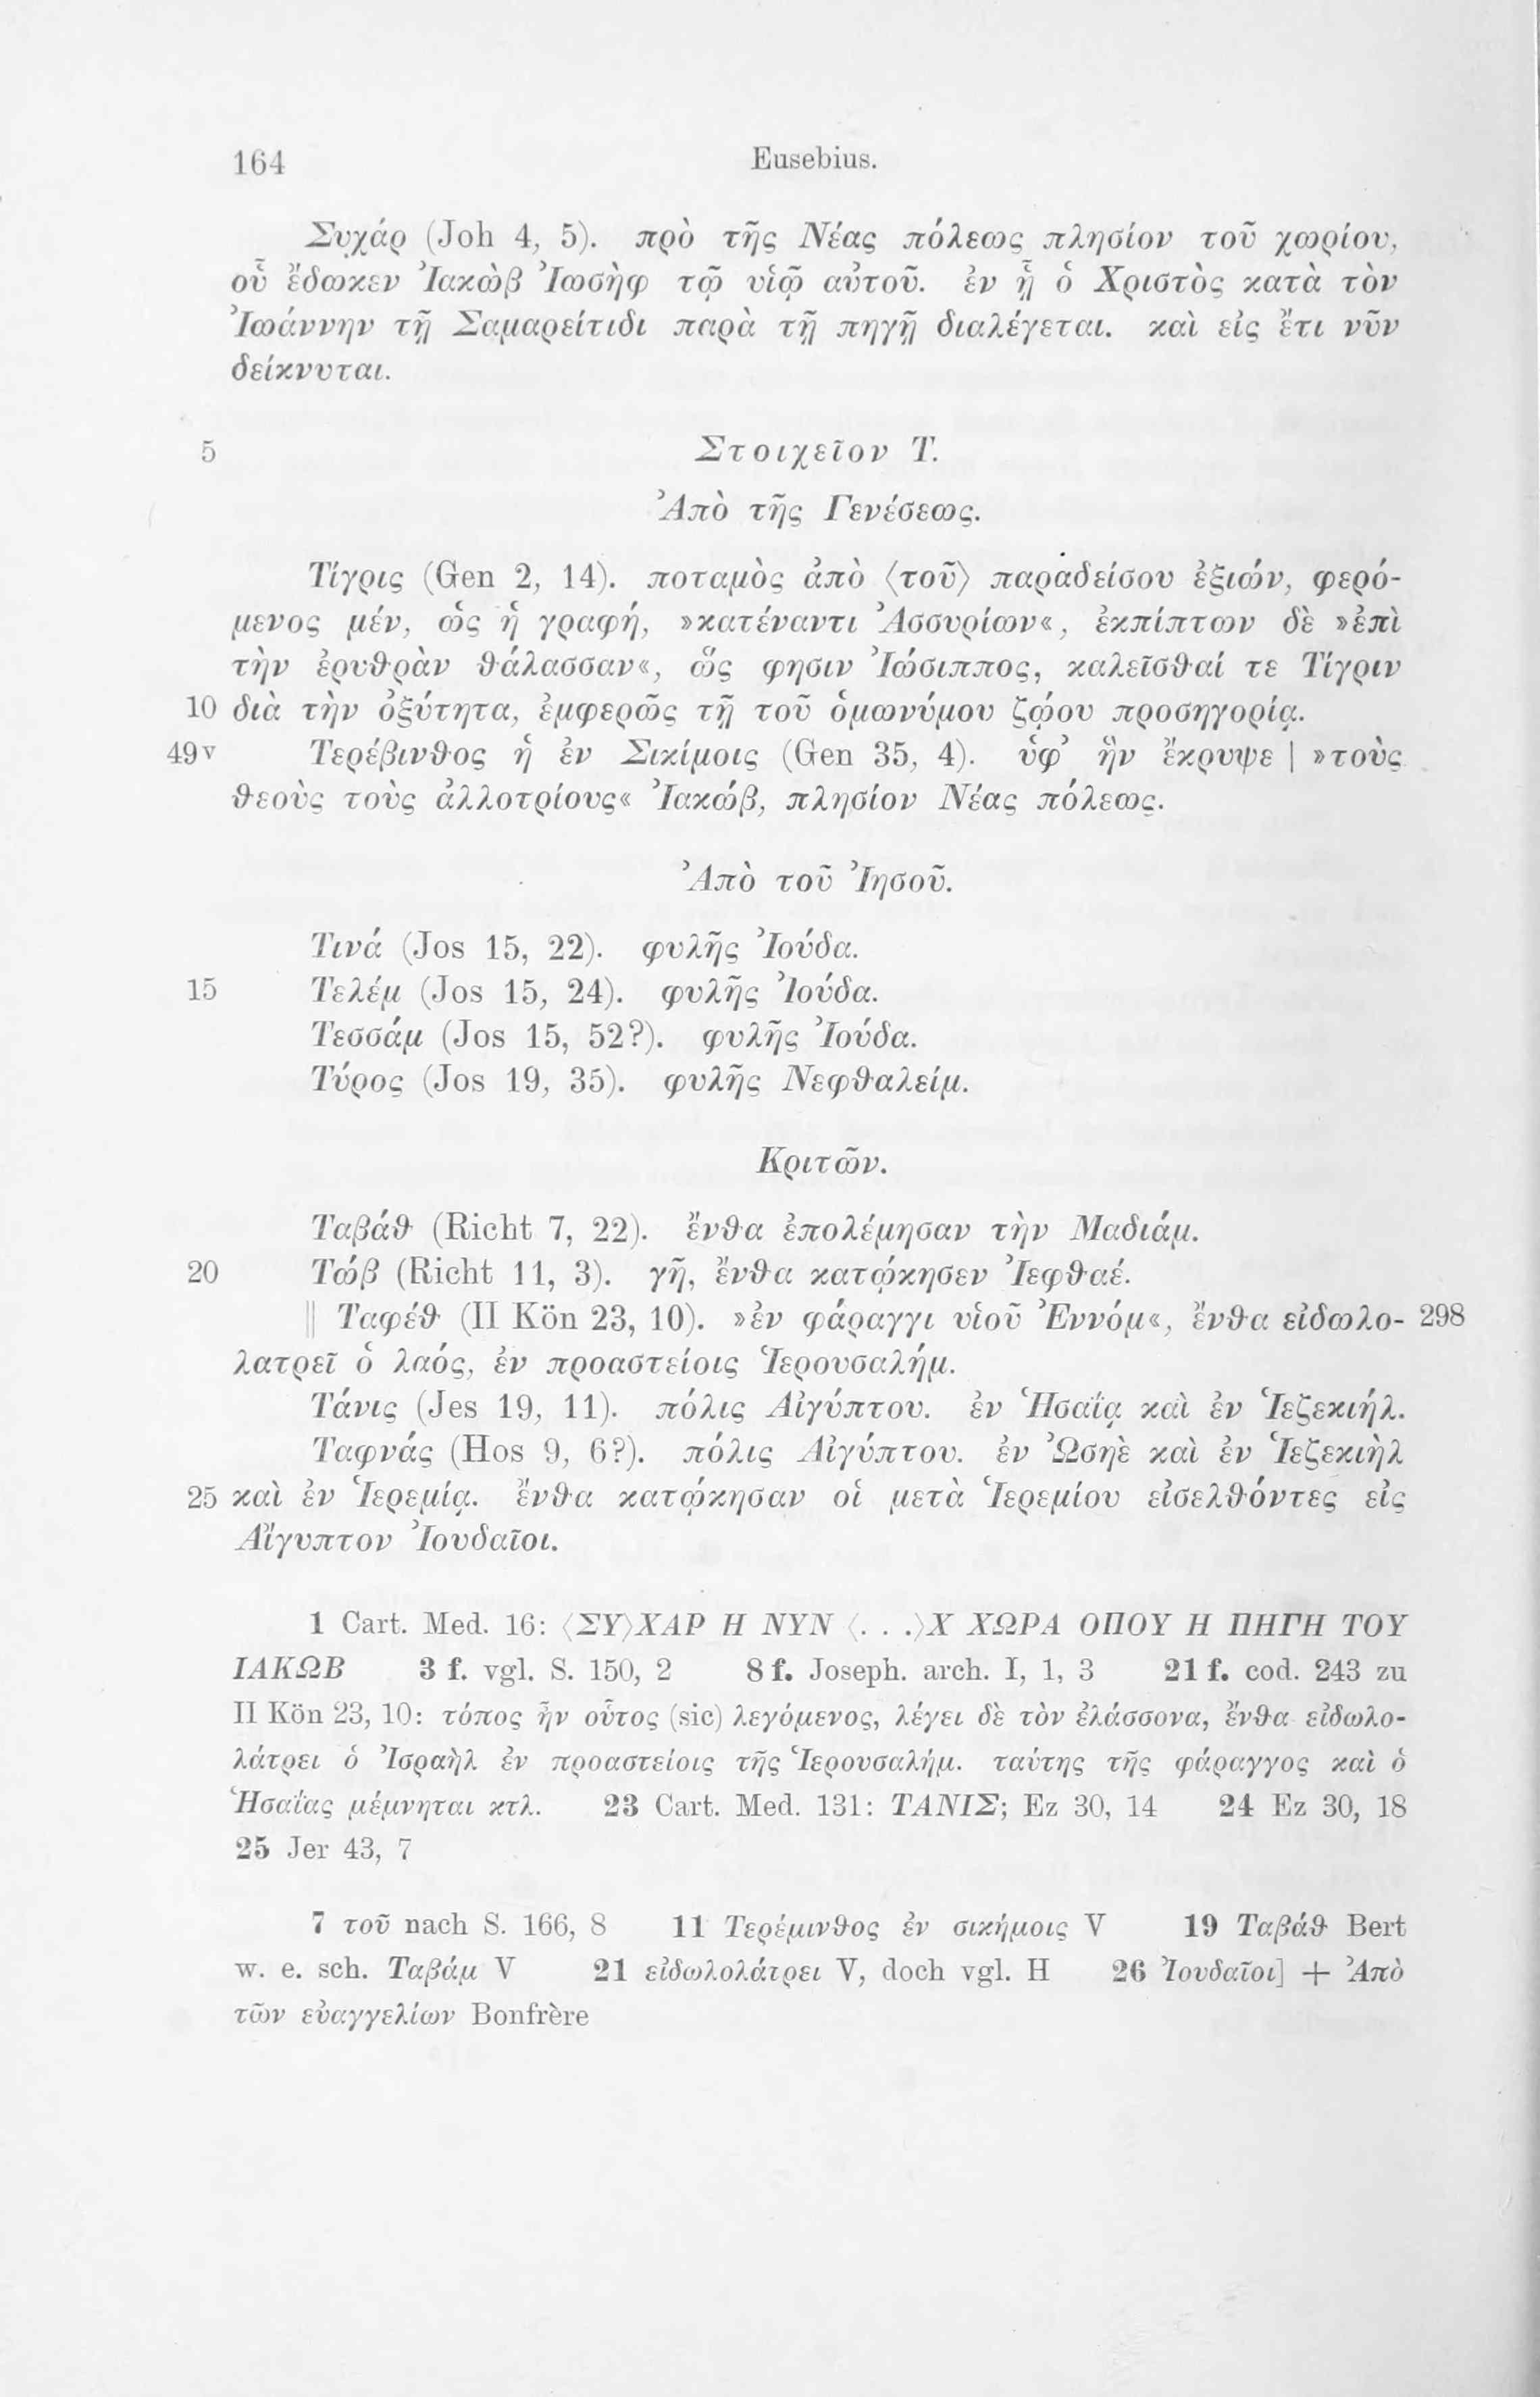 164 Eusebius.
Συχάρ (Joh 4, 5). πρὸ τῆς Νέας πόλεως πλησίον τοῦ χωρίου,
οὗ ἔδωκεν Ἰακὼβ Ἰωσὴφ τῷ υἱῷ αὐτοῦ. ἐν ᾗ ὁ Χριστὸς κατὰ τὸν
Ἰωάννην τῇ Σαμαρείτιδι παρὰ τῇ πηγῇ διαλέγεται. καὶ εἰς ἔτι νῦν
δείκνυται.
5 Στοιχεῖον Τ.
Ἀπὸ τῆς Γενέσεως.
Τίγρις (Gen 2, 14). ποταμὸς ἀπὸ ⟨τοῦ⟩ παραδείσου ἐξιών, φερό-
μενος μέν, ὡς ἡ γραφή, »κατέναντι Ἀσσυρίων«, ἐκπίπτων δὲ »ἐπὶ
τὴν ἐρυθρὰν θάλασσαν«, ὥς φησιν Ἰώσιππος, καλεῖσθαί τε Τίγριν
10 διὰ τὴν ὀξύτητα, ἐμφερῶς τῇ τοῦ ὁμωνύμου ζῴου προσηγορίᾳ.
49v Τερέβινθος ἡ ἐν Σικίμοις (Gen 35, 4). ὑφ’ ἣν ἔκρυψε | »τοὺς
θεοὺς τοὺς ἀλλοτρίους« Ἰακώβ, πλησίον Νέας πόλεως.
Ἀπὸ τοῦ Ἰησοῦ.
Τινά (Jos 15, 22). φυλῆς Ἰούδα.
15 Τελέμ (Jos 15, 24). φυλῆς Ἰούδα.
Τεσσάμ (Jos 15, 52?). φυλῆς Ἰούδα.
Τύρος (Jos 19, 35). φυλῆς Νεφθαλείμ.
Κριτῶν.
Ταβάθ (Richt 7, 22). ἔνθα ἐπολέμησαν τὴν Μαδιάμ.
20 Τώβ (Richt 11, 3). γῆ, ἔνθα κατῴκησεν Ἰεφθαέ.
‖ Ταφέθ (II Kön 23, 10). »ἐν φάραγγι υἱοῦ Ἐννόμ«, ἔνθα εἰδωλο- 298
λατρεῖ ὁ λαός, ἐν προαστείοις Ἱερουσαλήμ.
Τάνις (Jes 19, 11). πόλις Αἰγύπτου. ἐν Ἡσαΐᾳ καὶ ἐν Ἱεζεκιήλ.
Ταφνάς (Hos 9, 6?). πόλις Αἰγύπτου. ἐν Ὠσηὲ καὶ ἐν Ἱεζεκιὴλ
25 καὶ ἐν Ἱερεμίᾳ. ἔνθα κατῴκησαν οἱ μετὰ Ἱερεμίου εἰσελθόντες εἰς
Αἴγυπτον Ἰουδαῖοι.
1 Cart. Med. 16: ⟨ΣΥ⟩ΧΑΡ Η ΝΥΝ ⟨. . .⟩Χ ΧΩΡΑ ΟΠΟΥ Η ΠΗΓΗ ΤΟΥ
ΙΑΚΩΒ 3 f. vgl. S. 150, 2 8 f. Joseph. arch. I, 1, 3 21 f. cod. 243 zu
II Kön 23, 10: τόπος ἦν οὗτος (sic) λεγόμενος, λέγει δὲ τὸν ἐλάσσονα, ἔνθα εἰδωλο-
λάτρει ὁ Ἰσραὴλ ἐν προαστείοις τῆς Ἱερουσαλήμ. ταύτης τῆς φάραγγος καὶ ὁ
Ἡσαΐας μέμνηται κτλ. 23 Cart. Med. 131: ΤΑΝΙΣ; Ez 30, 14 24 Ez 30, 18
25 Jer 43, 7
7 τοῦ nach S. 166, 8 11 Τερέμινθος ἐν σικήμοις V 19 Ταβάθ Bert
w. e. sch. Ταβάμ V 21 εἰδωλολάτρει V, doch vgl. H 26 Ἰουδαῖοι] + Ἀπὸ
τῶν εὐαγγελίων Bonfrère